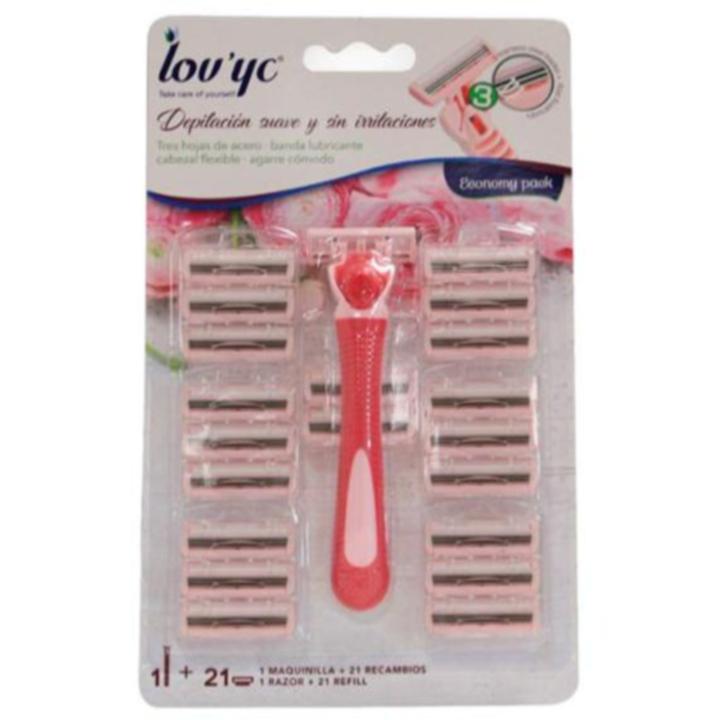 lov'yc®
Take care of yourself
Depilación suave y sin irritaciones
Tres hojas de acero · banda lubricante
cabezal flexible · agarre cómodo
3
Economy pack
1 + 21
1 MAQUINILLA + 21 RECAMBIOS
1 RAZOR + 21 REFILL